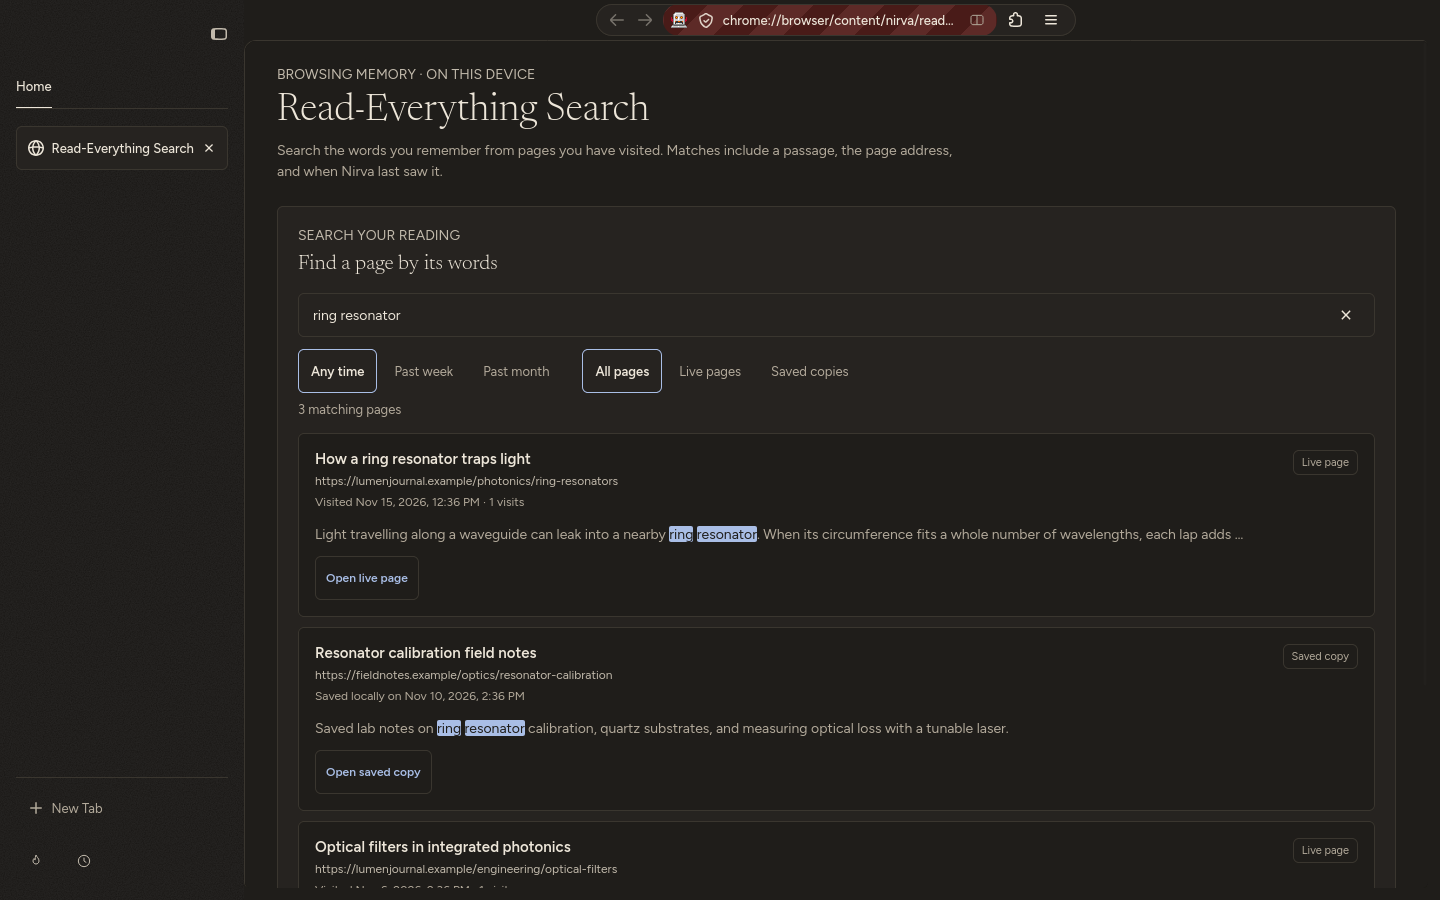 chrome://browser/content/nirva/read...
Home
Read-Everything Search
BROWSING MEMORY · ON THIS DEVICE
Read-Everything Search
Search the words you remember from pages you have visited. Matches include a passage, the page address,
and when Nirva last saw it.
SEARCH YOUR READING
Find a page by its words
ring resonator
Any time Past week Past month All pages Live pages Saved copies
3 matching pages
How a ring resonator traps light
Live page
https://lumenjournal.example/photonics/ring-resonators
Visited Nov 15, 2026, 12:36 PM · 1 visits
Light travelling along a waveguide can leak into a nearby ring resonator. When its circumference fits a whole number of wavelengths, each lap adds ...
Open live page
Resonator calibration field notes
Saved copy
https://fieldnotes.example/optics/resonator-calibration
Saved locally on Nov 10, 2026, 2:36 PM
Saved lab notes on ring resonator calibration, quartz substrates, and measuring optical loss with a tunable laser.
Open saved copy
Optical filters in integrated photonics
Live page
https://lumenjournal.example/engineering/optical-filters
New Tab